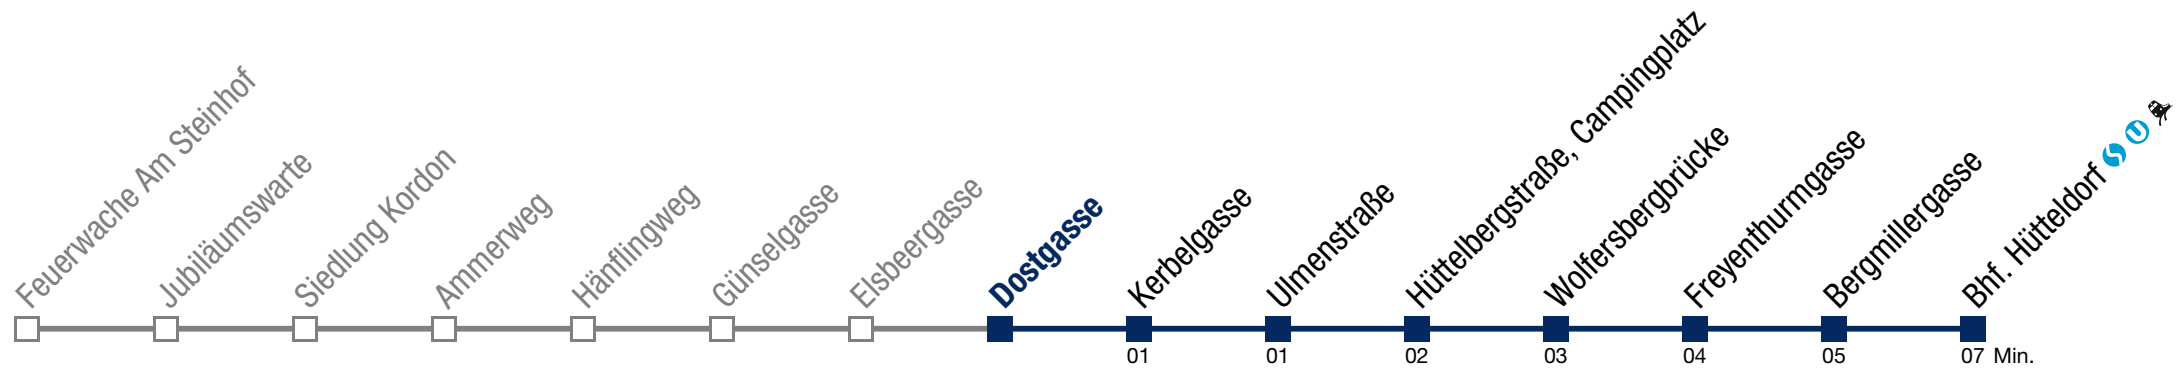 Feuerwache Am Steinhof
Jubiläumswarte
Siedlung Kordon
Ammerweg
Hänflingweg
Günselgasse
Elsbeergasse
Dostgasse
Kerbelgasse
Ulmenstraße
Hüttelbergstraße, Campingplatz
Wolfersbergbrücke
Freyenthurmgasse
Bergmillergasse
Bhf. Hütteldorf S U
01 01 02 03 04 05 07 Min.